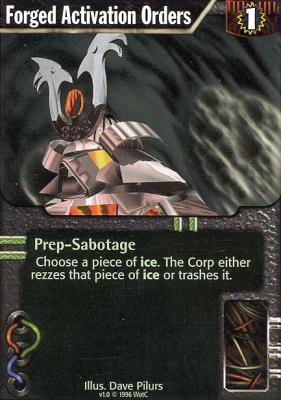 Forged Activation Orders
1
Prep-Sabotage
Choose a piece of ice. The Corp either
rezzes that piece of ice or trashes it.
Illus. Dave Pilurs
v1.0 © 1996 WotC